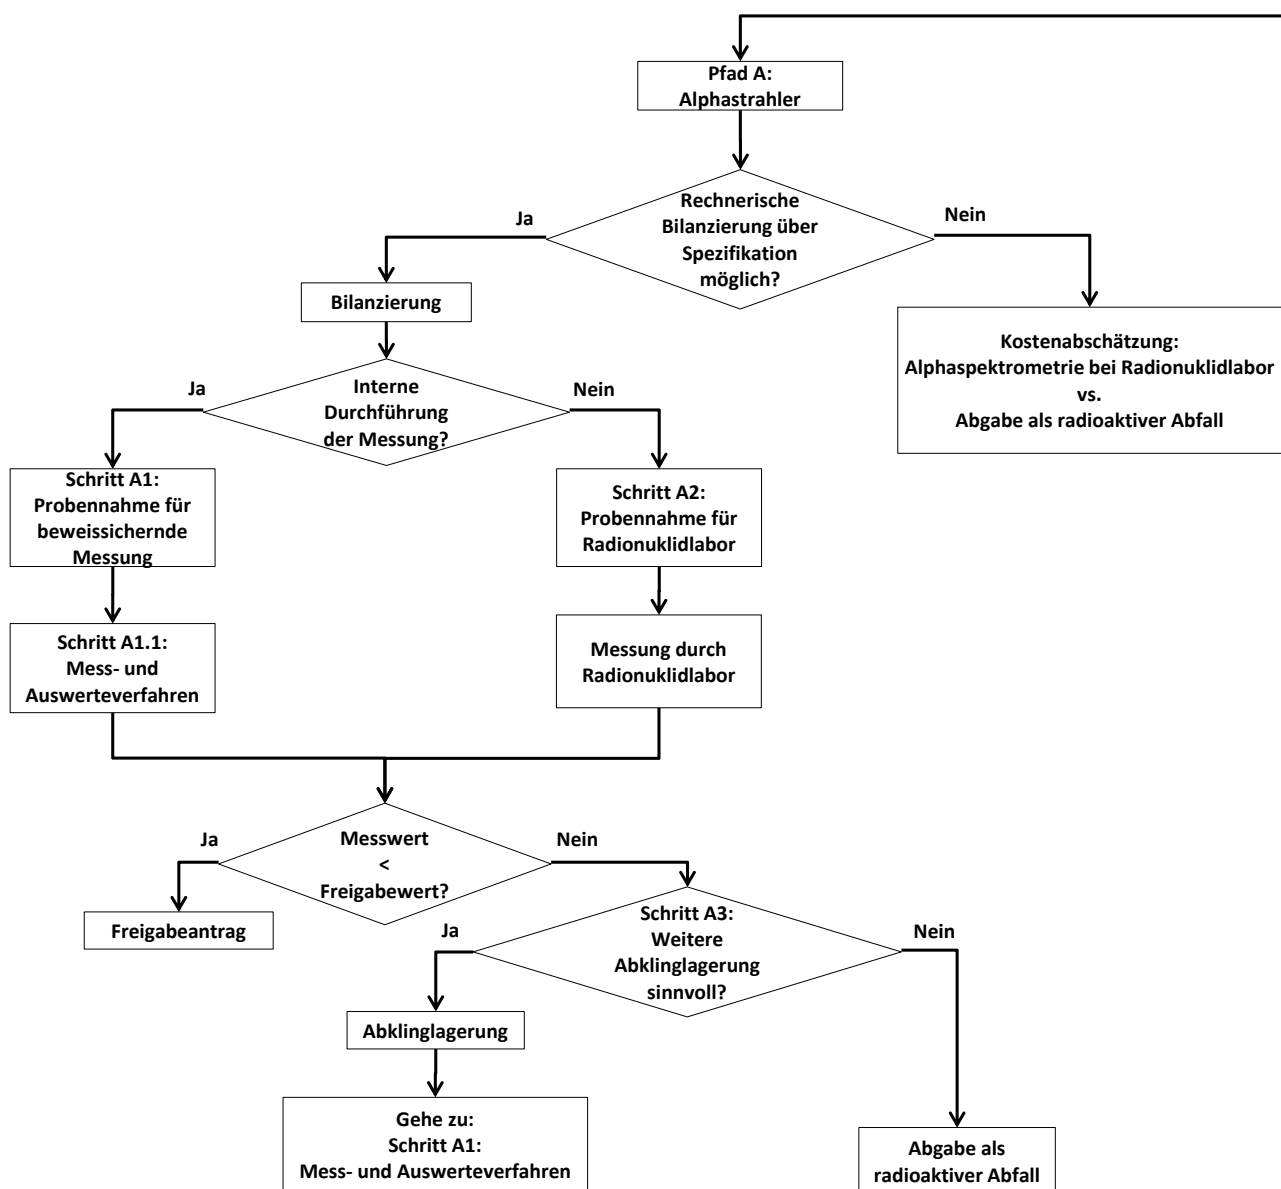 Pfad A:
Alphastrahler
Rechnerische
Bilanzierung über
Spezifikation
möglich?
Ja
Nein
Bilanzierung
Kostenabschätzung:
Alphaspektrometrie bei Radionuklidlabor
vs.
Abgabe als radioaktiver Abfall
Interne
Durchführung
der Messung?
Ja
Nein
Schritt A1:
Probennahme für
beweissichernde
Messung
Schritt A2:
Probennahme für
Radionuklidlabor
Schritt A1.1:
Mess- und
Auswerteverfahren
Messung durch
Radionuklidlabor
Messwert
<
Freigabewert?
Ja
Nein
Freigabeantrag
Schritt A3:
Weitere
Abklinglagerung
sinnvoll?
Ja
Nein
Abklinglagerung
Gehe zu:
Schritt A1:
Mess- und Auswerteverfahren
Abgabe als
radioaktiver Abfall